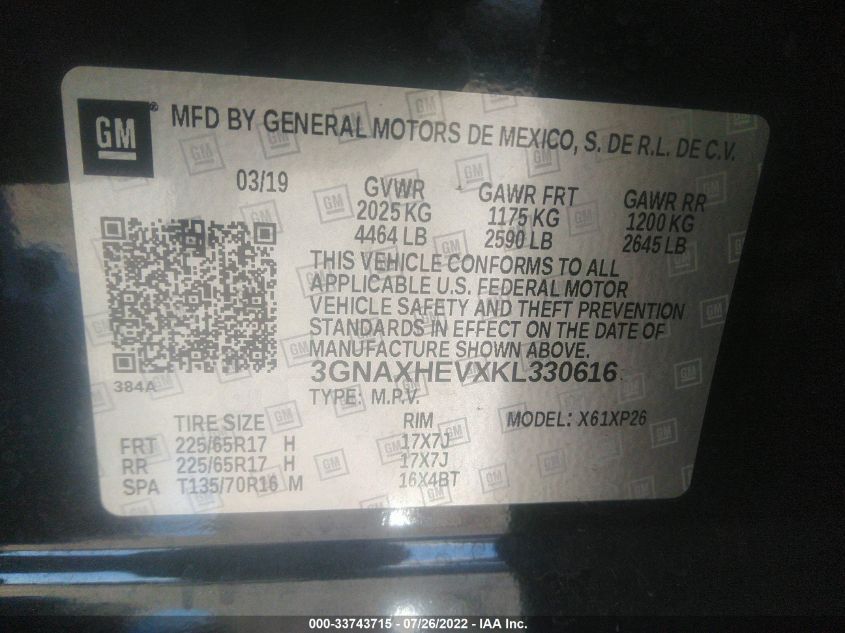 GM ® MFD BY GENERAL MOTORS DE MEXICO, S. DE R.L. DE C.V.
03/19 GVWR GAWR FRT GAWR RR
2025 KG 1175 KG 1200 KG
4464 LB 2590 LB 2645 LB
THIS VEHICLE CONFORMS TO ALL
APPLICABLE U.S. FEDERAL MOTOR
VEHICLE SAFETY AND THEFT PREVENTION
STANDARDS IN EFFECT ON THE DATE OF
MANUFACTURE SHOWN ABOVE.
384A 3GNAXHEVXKL330616
TYPE: M.P.V.
TIRE SIZE RIM MODEL: X61XP26
FRT 225/65R17 H 17X7J
RR 225/65R17 H 17X7J
SPA T135/70R16 M 16X4BT
000-33743715 - 07/26/2022 - IAA Inc.